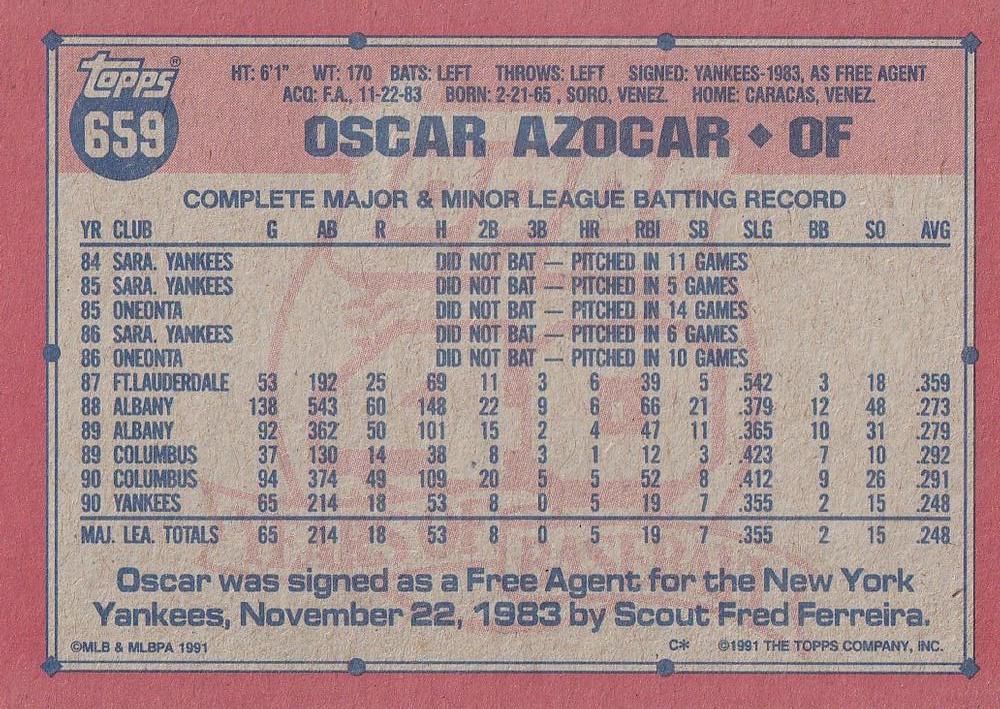 TOPPS®
659
HT: 6'1" WT: 170 BATS: LEFT THROWS: LEFT SIGNED: YANKEES-1983, AS FREE AGENT
ACQ: F.A., 11-22-83 BORN: 2-21-65 , SORO, VENEZ. HOME: CARACAS, VENEZ.
OSCAR AZOCAR ◆ OF
COMPLETE MAJOR & MINOR LEAGUE BATTING RECORD
YR CLUB G AB R H 2B 3B HR RBI SB SLG BB SO AVG
84 SARA. YANKEES DID NOT BAT — PITCHED IN 11 GAMES
85 SARA. YANKEES DID NOT BAT — PITCHED IN 5 GAMES
85 ONEONTA DID NOT BAT — PITCHED IN 14 GAMES
86 SARA. YANKEES DID NOT BAT — PITCHED IN 6 GAMES
86 ONEONTA DID NOT BAT — PITCHED IN 10 GAMES
87 FT.LAUDERDALE 53 192 25 69 11 3 6 39 5 .542 3 18 .359
88 ALBANY 138 543 60 148 22 9 6 66 21 .379 12 48 .273
89 ALBANY 92 362 50 101 15 2 4 47 11 .365 10 31 .279
89 COLUMBUS 37 130 14 38 8 3 1 12 3 .423 7 10 .292
90 COLUMBUS 94 374 49 109 20 5 5 52 8 .412 9 26 .291
90 YANKEES 65 214 18 53 8 0 5 19 7 .355 2 15 .248
MAJ. LEA. TOTALS 65 214 18 53 8 0 5 19 7 .355 2 15 .248
Oscar was signed as a Free Agent for the New York
Yankees, November 22, 1983 by Scout Fred Ferreira.
©MLB & MLBPA 1991 C* ©1991 THE TOPPS COMPANY, INC.